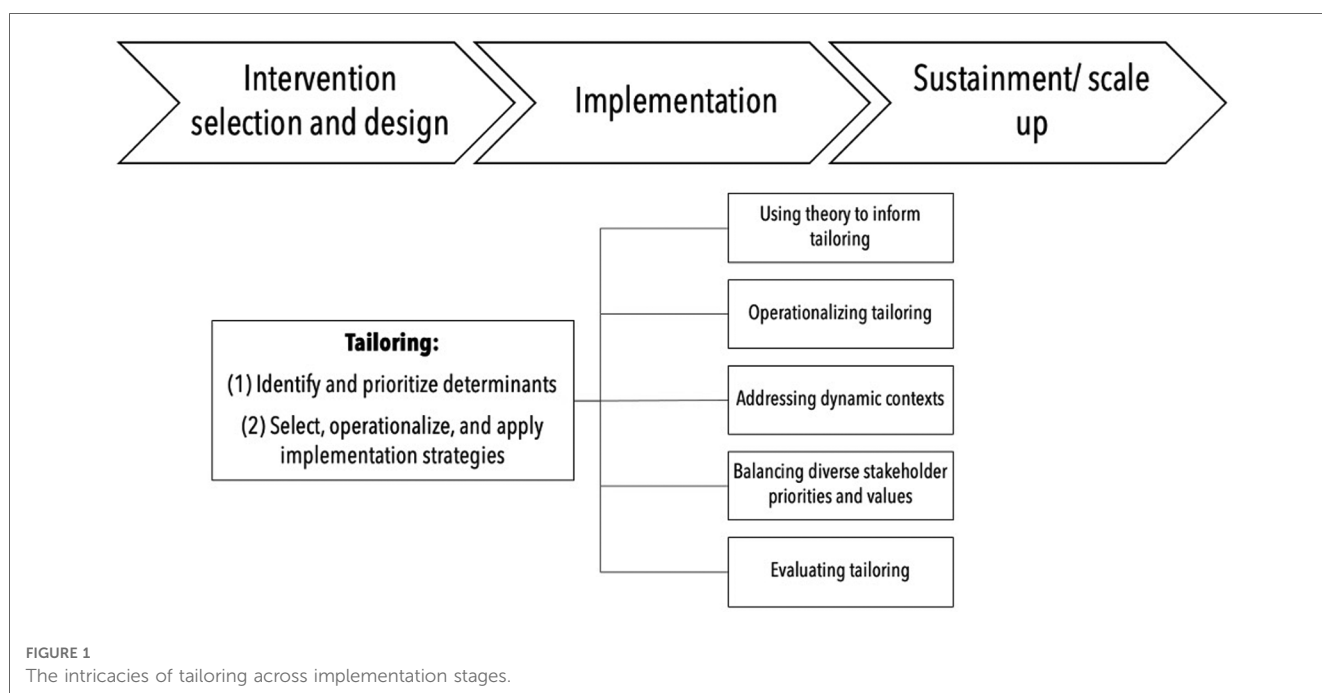 Intervention
selection and design
Implementation
Sustainment/ scale
up
Tailoring:
(1) Identify and prioritize determinants
(2) Select, operationalize, and apply
implementation strategies
Using theory to inform
tailoring
Operationalizing tailoring
Addressing dynamic contexts
Balancing diverse stakeholder
priorities and values
Evaluating tailoring
FIGURE 1
The intricacies of tailoring across implementation stages.